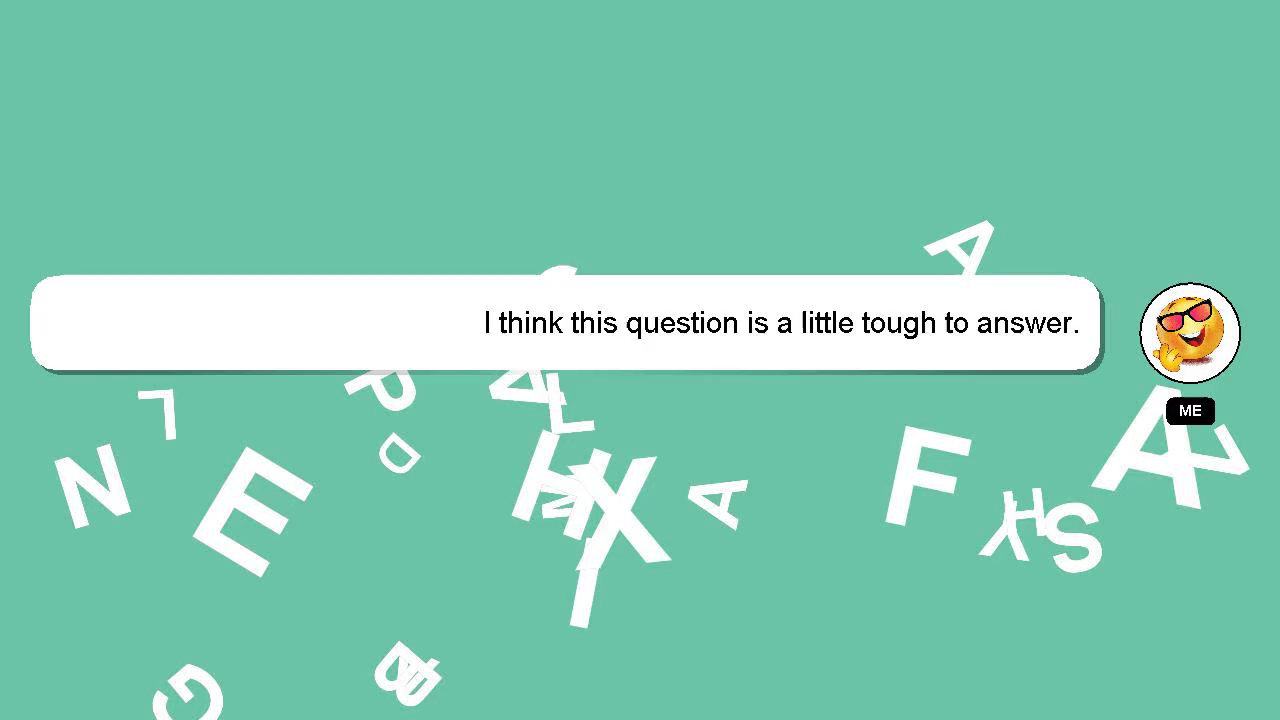 I think this question is a little tough to answer.
ME
A
L
P
N
E
D
L
H
X
A
F
A
H
S
G
B